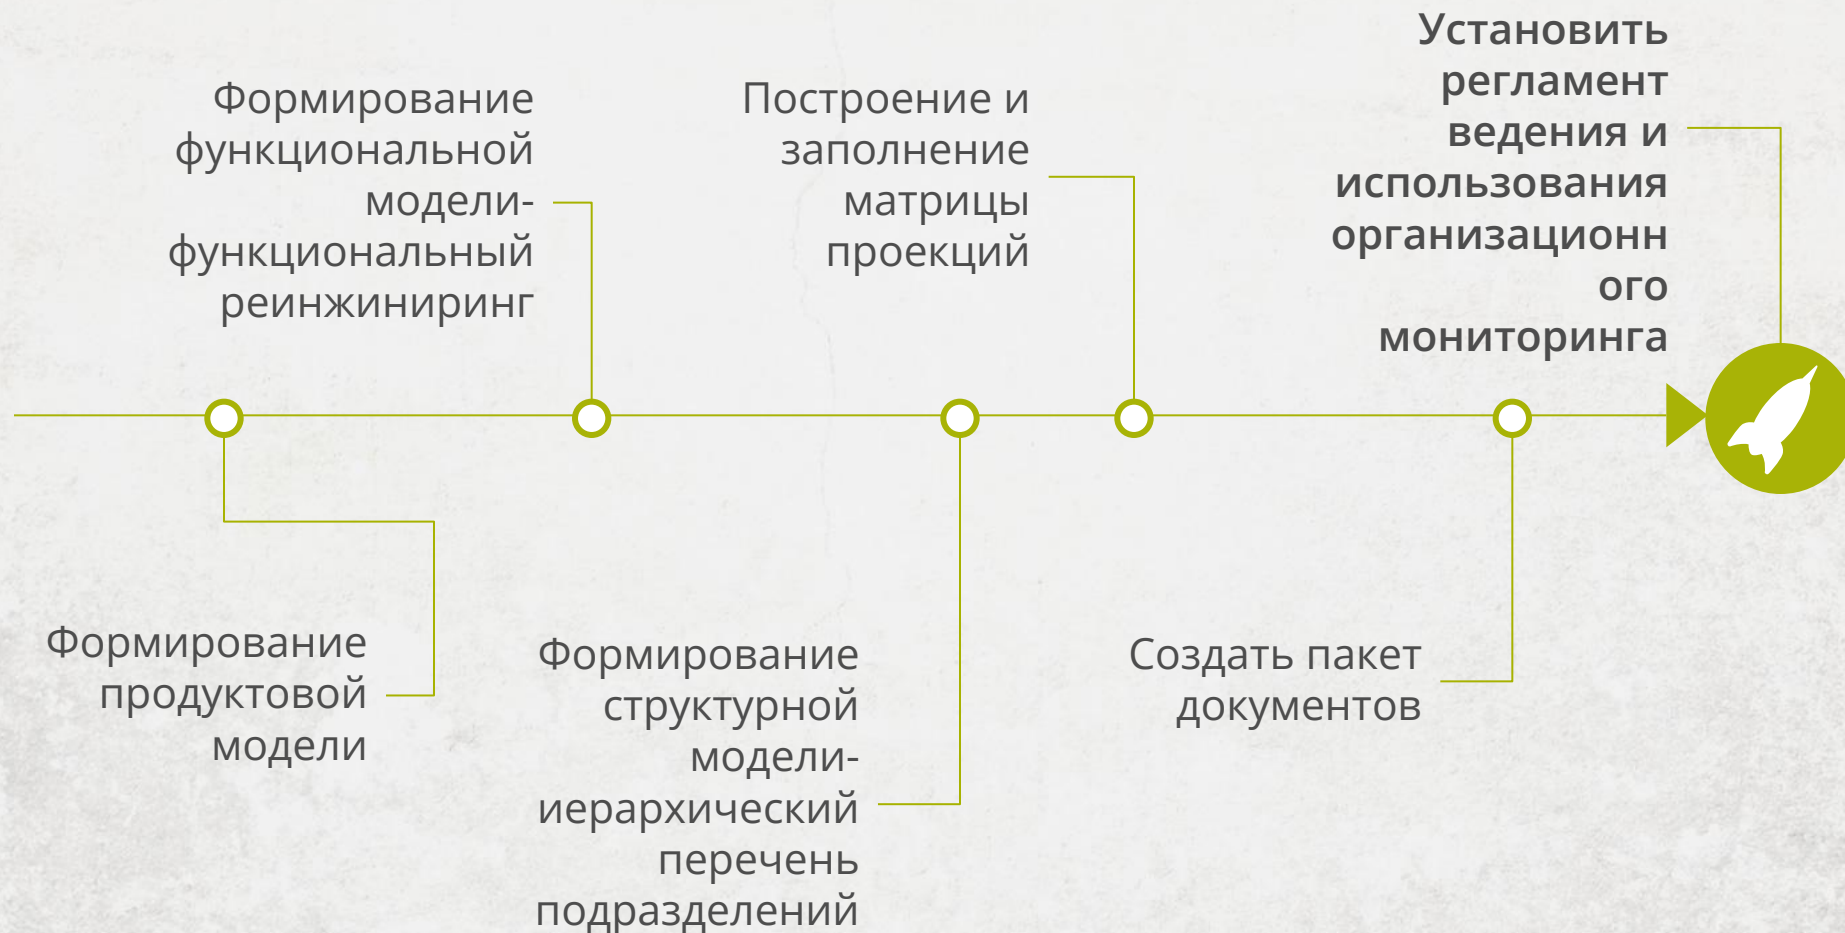 Установить
регламент
ведения и
использования
организационн
ого
мониторинга
Формирование
функциональной
модели-
функциональный
реинжиниринг
Построение и
заполнение
матрицы
проекций
Формирование
продуктовой
модели
Формирование
структурной
модели-
иерархический
перечень
подразделений
Создать пакет
документов